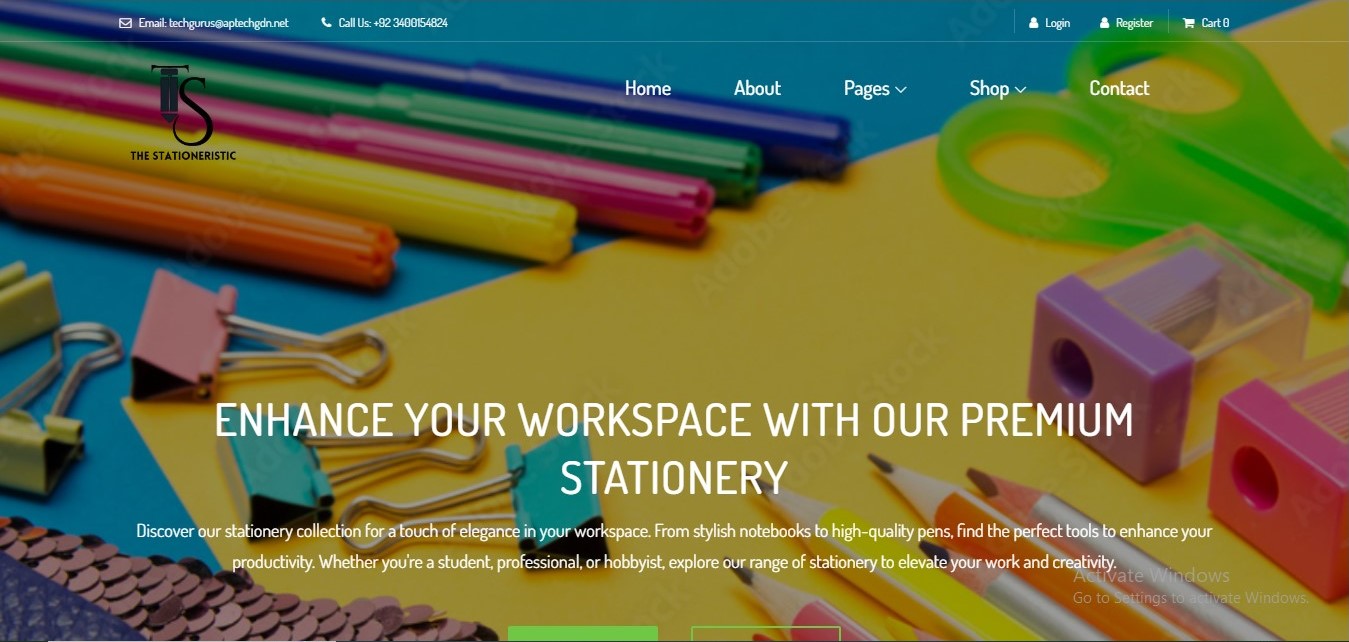 Email: techgurus@aptechgdn.net Call Us: +92 3400154824 Login Register Cart 0
TS
THE STATIONERISTIC
Home About Pages Shop Contact
ENHANCE YOUR WORKSPACE WITH OUR PREMIUM
STATIONERY
Discover our stationery collection for a touch of elegance in your workspace. From stylish notebooks to high-quality pens, find the perfect tools to enhance your
productivity. Whether you're a student, professional, or hobbyist, explore our range of stationery to elevate your work and creativity.
Activate Windows
Go to Settings to activate Windows.
Adobe Stock